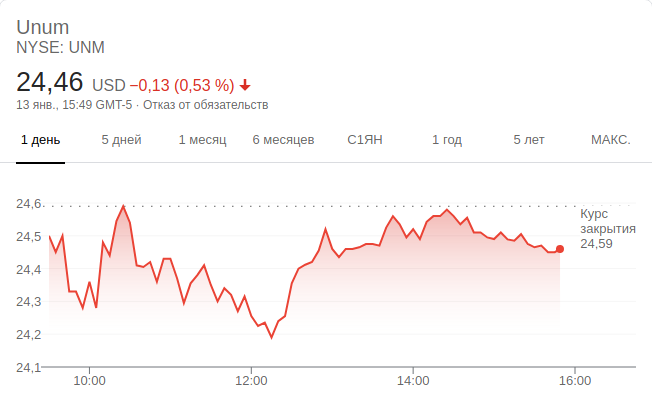 Unum
NYSE: UNM
24,46 USD −0,13 (0,53 %)
13 янв., 15:49 GMT-5 · Отказ от обязательств
1 день 5 дней 1 месяц 6 месяцев С1ЯН 1 год 5 лет МАКС.
24,6
24,5
24,4
24,3
24,2
24,1
Курс
закрытия
24,59
10:00 12:00 14:00 16:00